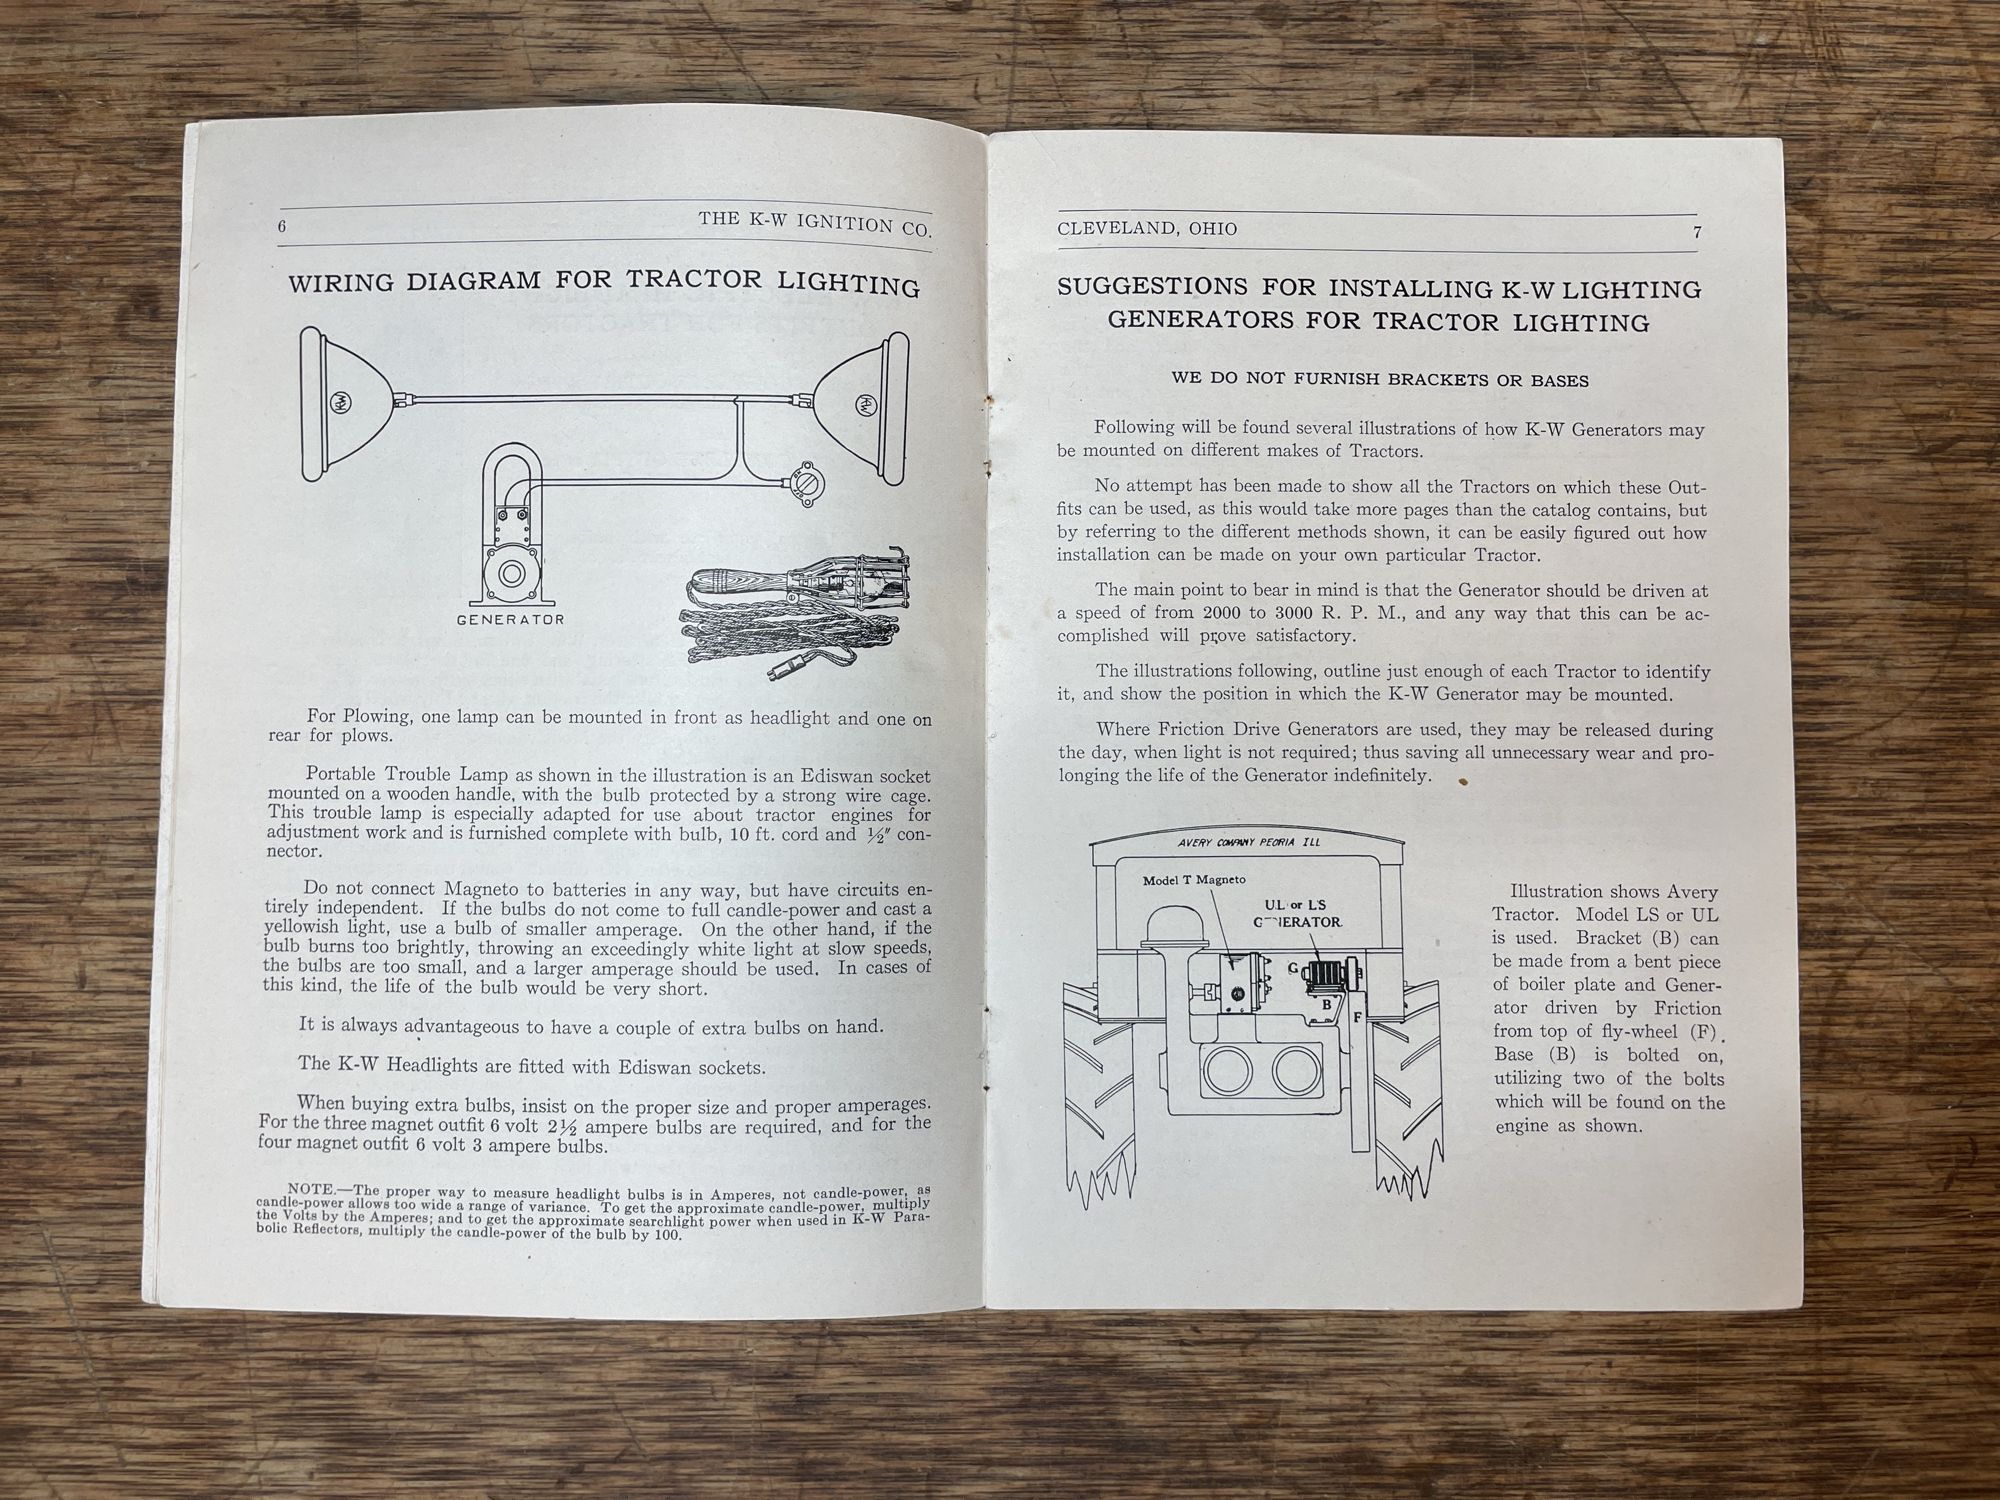 6
THE K-W IGNITION CO.
WIRING DIAGRAM FOR TRACTOR LIGHTING
KW
KW
ON
OFF
GENERATOR
For Plowing, one lamp can be mounted in front as headlight and one on
rear for plows.
Portable Trouble Lamp as shown in the illustration is an Ediswan socket
mounted on a wooden handle, with the bulb protected by a strong wire cage.
This trouble lamp is especially adapted for use about tractor engines for
adjustment work and is furnished complete with bulb, 10 ft. cord and ½" con-
nector.
Do not connect Magneto to batteries in any way, but have circuits en-
tirely independent. If the bulbs do not come to full candle-power and cast a
yellowish light, use a bulb of smaller amperage. On the other hand, if the
bulb burns too brightly, throwing an exceedingly white light at slow speeds,
the bulbs are too small, and a larger amperage should be used. In cases of
this kind, the life of the bulb would be very short.
It is always advantageous to have a couple of extra bulbs on hand.
The K-W Headlights are fitted with Ediswan sockets.
When buying extra bulbs, insist on the proper size and proper amperages.
For the three magnet outfit 6 volt 2½ ampere bulbs are required, and for the
four magnet outfit 6 volt 3 ampere bulbs.
NOTE.—The proper way to measure headlight bulbs is in Amperes, not candle-power, as
candle-power allows too wide a range of variance. To get the approximate candle-power, multiply
the Volts by the Amperes; and to get the approximate searchlight power when used in K-W Para-
bolic Reflectors, multiply the candle-power of the bulb by 100.
CLEVELAND, OHIO
7
SUGGESTIONS FOR INSTALLING K-W LIGHTING
GENERATORS FOR TRACTOR LIGHTING
WE DO NOT FURNISH BRACKETS OR BASES
Following will be found several illustrations of how K-W Generators may
be mounted on different makes of Tractors.
No attempt has been made to show all the Tractors on which these Out-
fits can be used, as this would take more pages than the catalog contains, but
by referring to the different methods shown, it can be easily figured out how
installation can be made on your own particular Tractor.
The main point to bear in mind is that the Generator should be driven at
a speed of from 2000 to 3000 R. P. M., and any way that this can be ac-
complished will prove satisfactory.
The illustrations following, outline just enough of each Tractor to identify
it, and show the position in which the K-W Generator may be mounted.
Where Friction Drive Generators are used, they may be released during
the day, when light is not required; thus saving all unnecessary wear and pro-
longing the life of the Generator indefinitely.
AVERY COMPANY PEORIA ILL
Model T Magneto
UL or LS
GENERATOR
G
B
F
Illustration shows Avery
Tractor. Model LS or UL
is used. Bracket (B) can
be made from a bent piece
of boiler plate and Gener-
ator driven by Friction
from top of fly-wheel (F).
Base (B) is bolted on,
utilizing two of the bolts
which will be found on the
engine as shown.